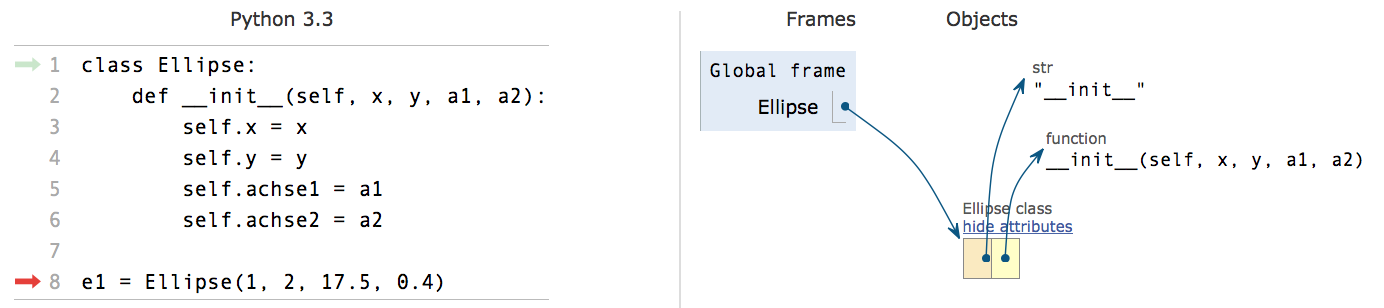 Python 3.3
1 class Ellipse:
2     def __init__(self, x, y, a1, a2):
3         self.x = x
4         self.y = y
5         self.achse1 = a1
6         self.achse2 = a2
7
8 e1 = Ellipse(1, 2, 17.5, 0.4)
Frames Objects
Global frame
Ellipse
str
"__init__"
function
__init__(self, x, y, a1, a2)
Ellipse class
hide attributes